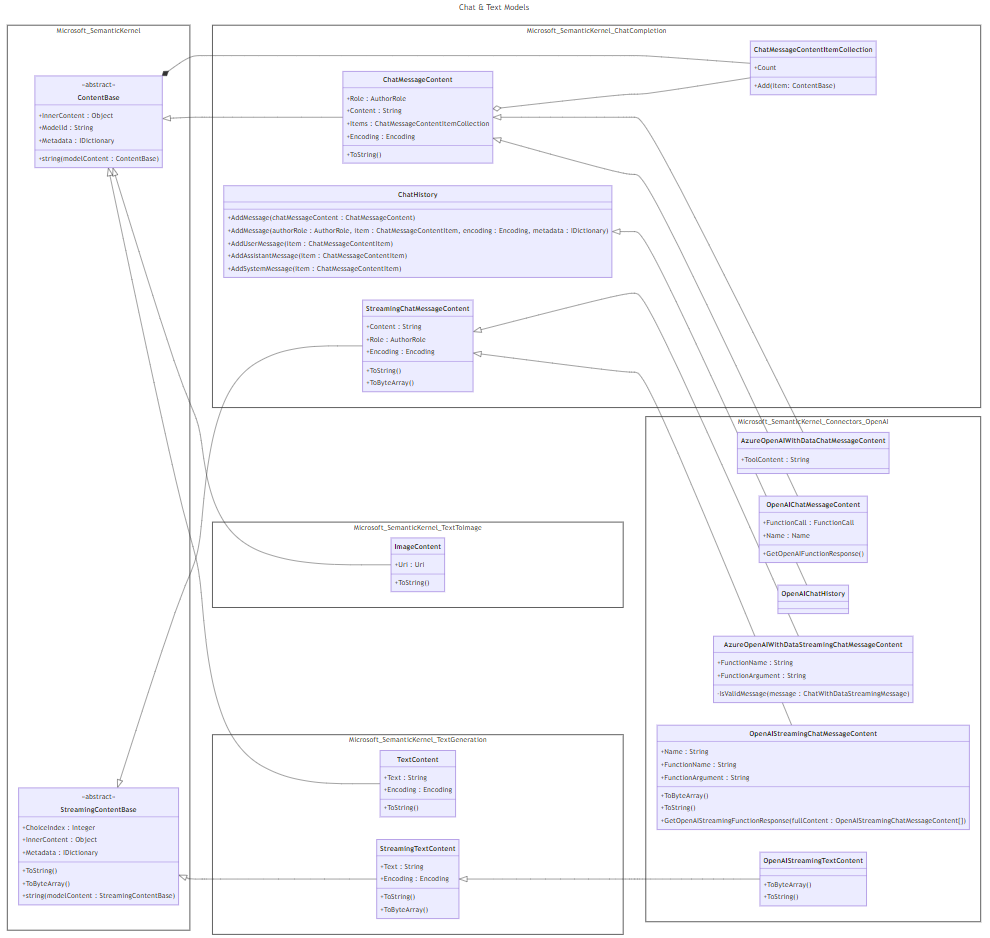 Chat & Text Models
Microsoft_SemanticKernel
«abstract»
ContentBase
+InnerContent : Object
+ModelId : String
+Metadata : IDictionary
+string(modelContent : ContentBase)
«abstract»
StreamingContentBase
+ChoiceIndex : Integer
+InnerContent : Object
+Metadata : IDictionary
+ToString()
+ToByteArray()
+string(modelContent : StreamingContentBase)
Microsoft_SemanticKernel_ChatCompletion
ChatMessageContentItemCollection
+Count
+Add(item: ContentBase)
ChatMessageContent
+Role : AuthorRole
+Content : String
+Items : ChatMessageContentItemCollection
+Encoding : Encoding
+ToString()
ChatHistory
+AddMessage(chatMessageContent : ChatMessageContent)
+AddMessage(authorRole : AuthorRole, item : ChatMessageContentItem, encoding : Encoding, metadata : IDictionary)
+AddUserMessage(item : ChatMessageContentItem)
+AddAssistantMessage(item : ChatMessageContentItem)
+AddSystemMessage(item : ChatMessageContentItem)
StreamingChatMessageContent
+Content : String
+Role : AuthorRole
+Encoding : Encoding
+ToString()
+ToByteArray()
Microsoft_SemanticKernel_TextToImage
ImageContent
+Uri : Uri
+ToString()
Microsoft_SemanticKernel_TextGeneration
TextContent
+Text : String
+Encoding : Encoding
+ToString()
StreamingTextContent
+Text : String
+Encoding : Encoding
+ToString()
+ToByteArray()
Microsoft_SemanticKernel_Connectors_OpenAI
AzureOpenAIWithDataChatMessageContent
+ToolContent : String
OpenAIChatMessageContent
+FunctionCall : FunctionCall
+Name : Name
+GetOpenAIFunctionResponse()
OpenAIChatHistory
AzureOpenAIWithDataStreamingChatMessageContent
+FunctionName : String
+FunctionArgument : String
-IsValidMessage(message : ChatWithDataStreamingMessage)
OpenAIStreamingChatMessageContent
+Name : String
+FunctionName : String
+FunctionArgument : String
+ToByteArray()
+ToString()
+GetOpenAIStreamingFunctionResponse(fullContent : OpenAIStreamingChatMessageContent[])
OpenAIStreamingTextContent
+ToByteArray()
+ToString()